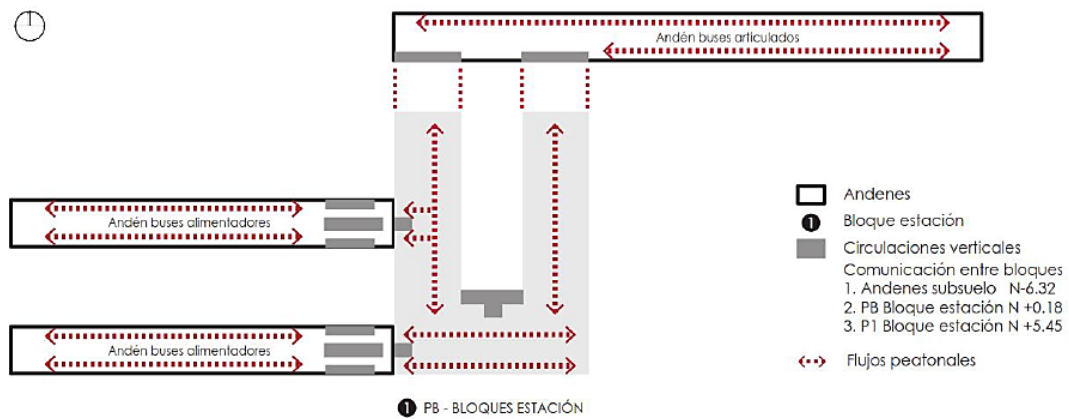 Andén buses articulados
Andén buses alimentadores
Andén buses alimentadores
Andenes
1 Bloque estación
Circulaciones verticales
Comunicación entre bloques
1. Andenes subsuelo N-6.32
2. PB Bloque estación N +0.18
3. P1 Bloque estación N +5.45
Flujos peatonales
1 PB - BLOQUES ESTACIÓN